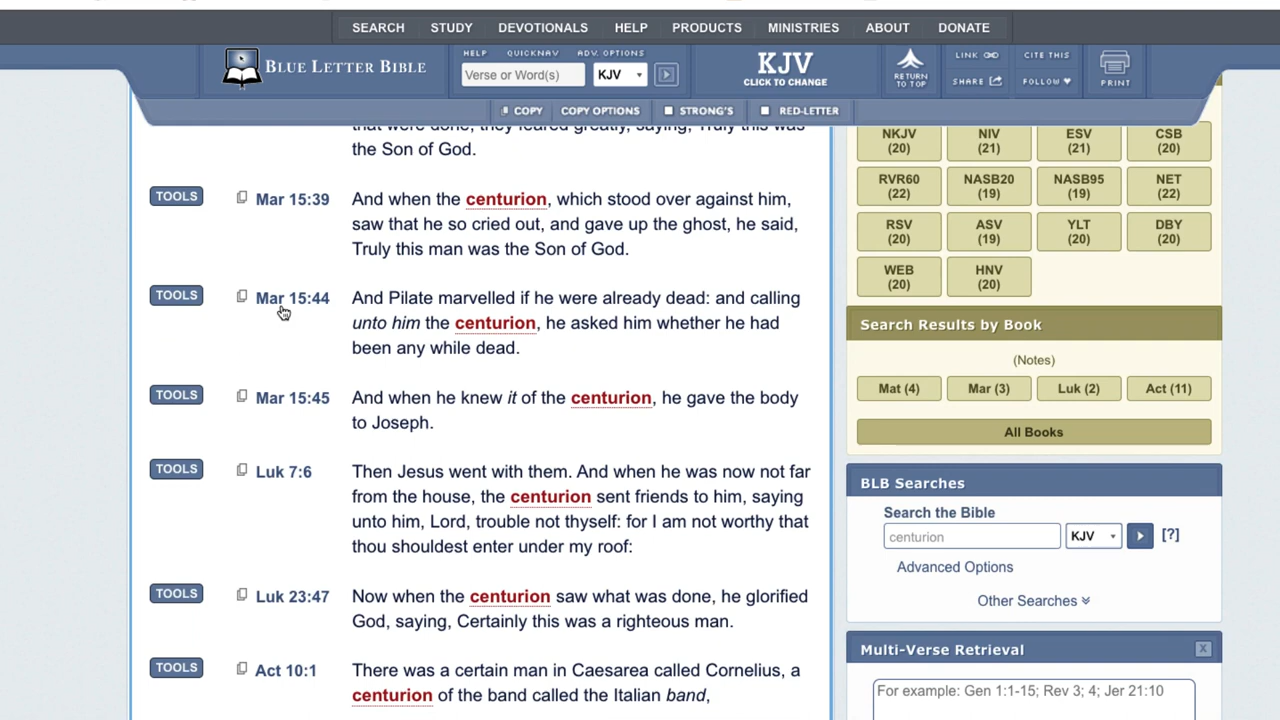 SEARCH STUDY DEVOTIONALS HELP PRODUCTS MINISTRIES ABOUT DONATE
BLUE LETTER BIBLE
HELP QUICKNAV ADV. OPTIONS
Verse or Word(s) KJV
KJV
CLICK TO CHANGE
RETURN
TO TOP
LINK CITE THIS
SHARE FOLLOW
PRINT
COPY COPY OPTIONS STRONG'S RED-LETTER
that were done, they feared greatly, saying, Truly this was
the Son of God.
TOOLS Mar 15:39 And when the centurion, which stood over against him,
saw that he so cried out, and gave up the ghost, he said,
Truly this man was the Son of God.
TOOLS Mar 15:44 And Pilate marvelled if he were already dead: and calling
unto him the centurion, he asked him whether he had
been any while dead.
TOOLS Mar 15:45 And when he knew it of the centurion, he gave the body
to Joseph.
TOOLS Luk 7:6 Then Jesus went with them. And when he was now not far
from the house, the centurion sent friends to him, saying
unto him, Lord, trouble not thyself: for I am not worthy that
thou shouldest enter under my roof:
TOOLS Luk 23:47 Now when the centurion saw what was done, he glorified
God, saying, Certainly this was a righteous man.
TOOLS Act 10:1 There was a certain man in Caesarea called Cornelius, a
centurion of the band called the Italian band,
NKJV NIV ESV CSB
(20) (21) (21) (20)
RVR60 NASB20 NASB95 NET
(22) (19) (19) (22)
RSV ASV YLT DBY
(20) (19) (20) (20)
WEB HNV
(20) (20)
Search Results by Book
(Notes)
Mat (4) Mar (3) Luk (2) Act (11)
All Books
BLB Searches
Search the Bible
centurion KJV [?]
Advanced Options
Other Searches
Multi-Verse Retrieval X
For example: Gen 1:1-15; Rev 3; 4; Jer 21:10